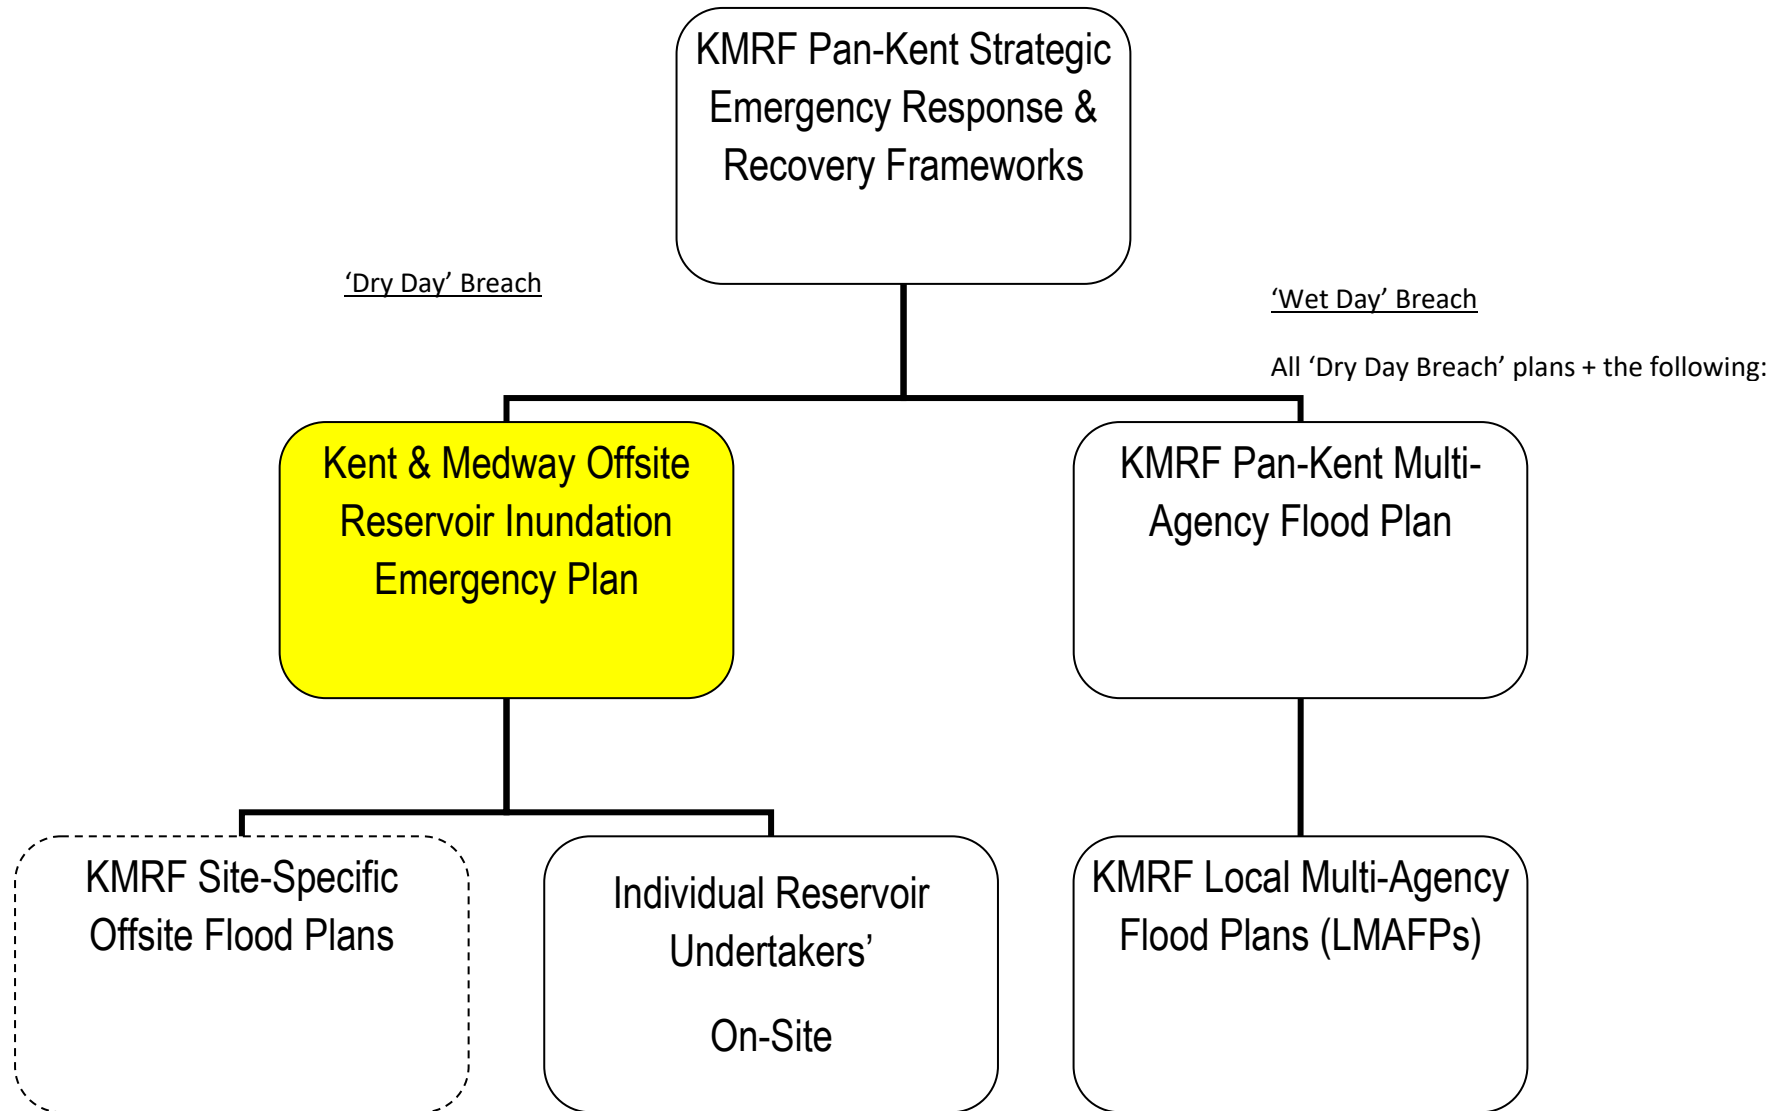 KMRF Pan-Kent Strategic
Emergency Response &
Recovery Frameworks
‘Dry Day’ Breach
‘Wet Day’ Breach
All ‘Dry Day Breach’ plans + the following:
Kent & Medway Offsite
Reservoir Inundation
Emergency Plan
KMRF Pan-Kent Multi-
Agency Flood Plan
KMRF Site-Specific
Offsite Flood Plans
Individual Reservoir
Undertakers’
On-Site
KMRF Local Multi-Agency
Flood Plans (LMAFPs)